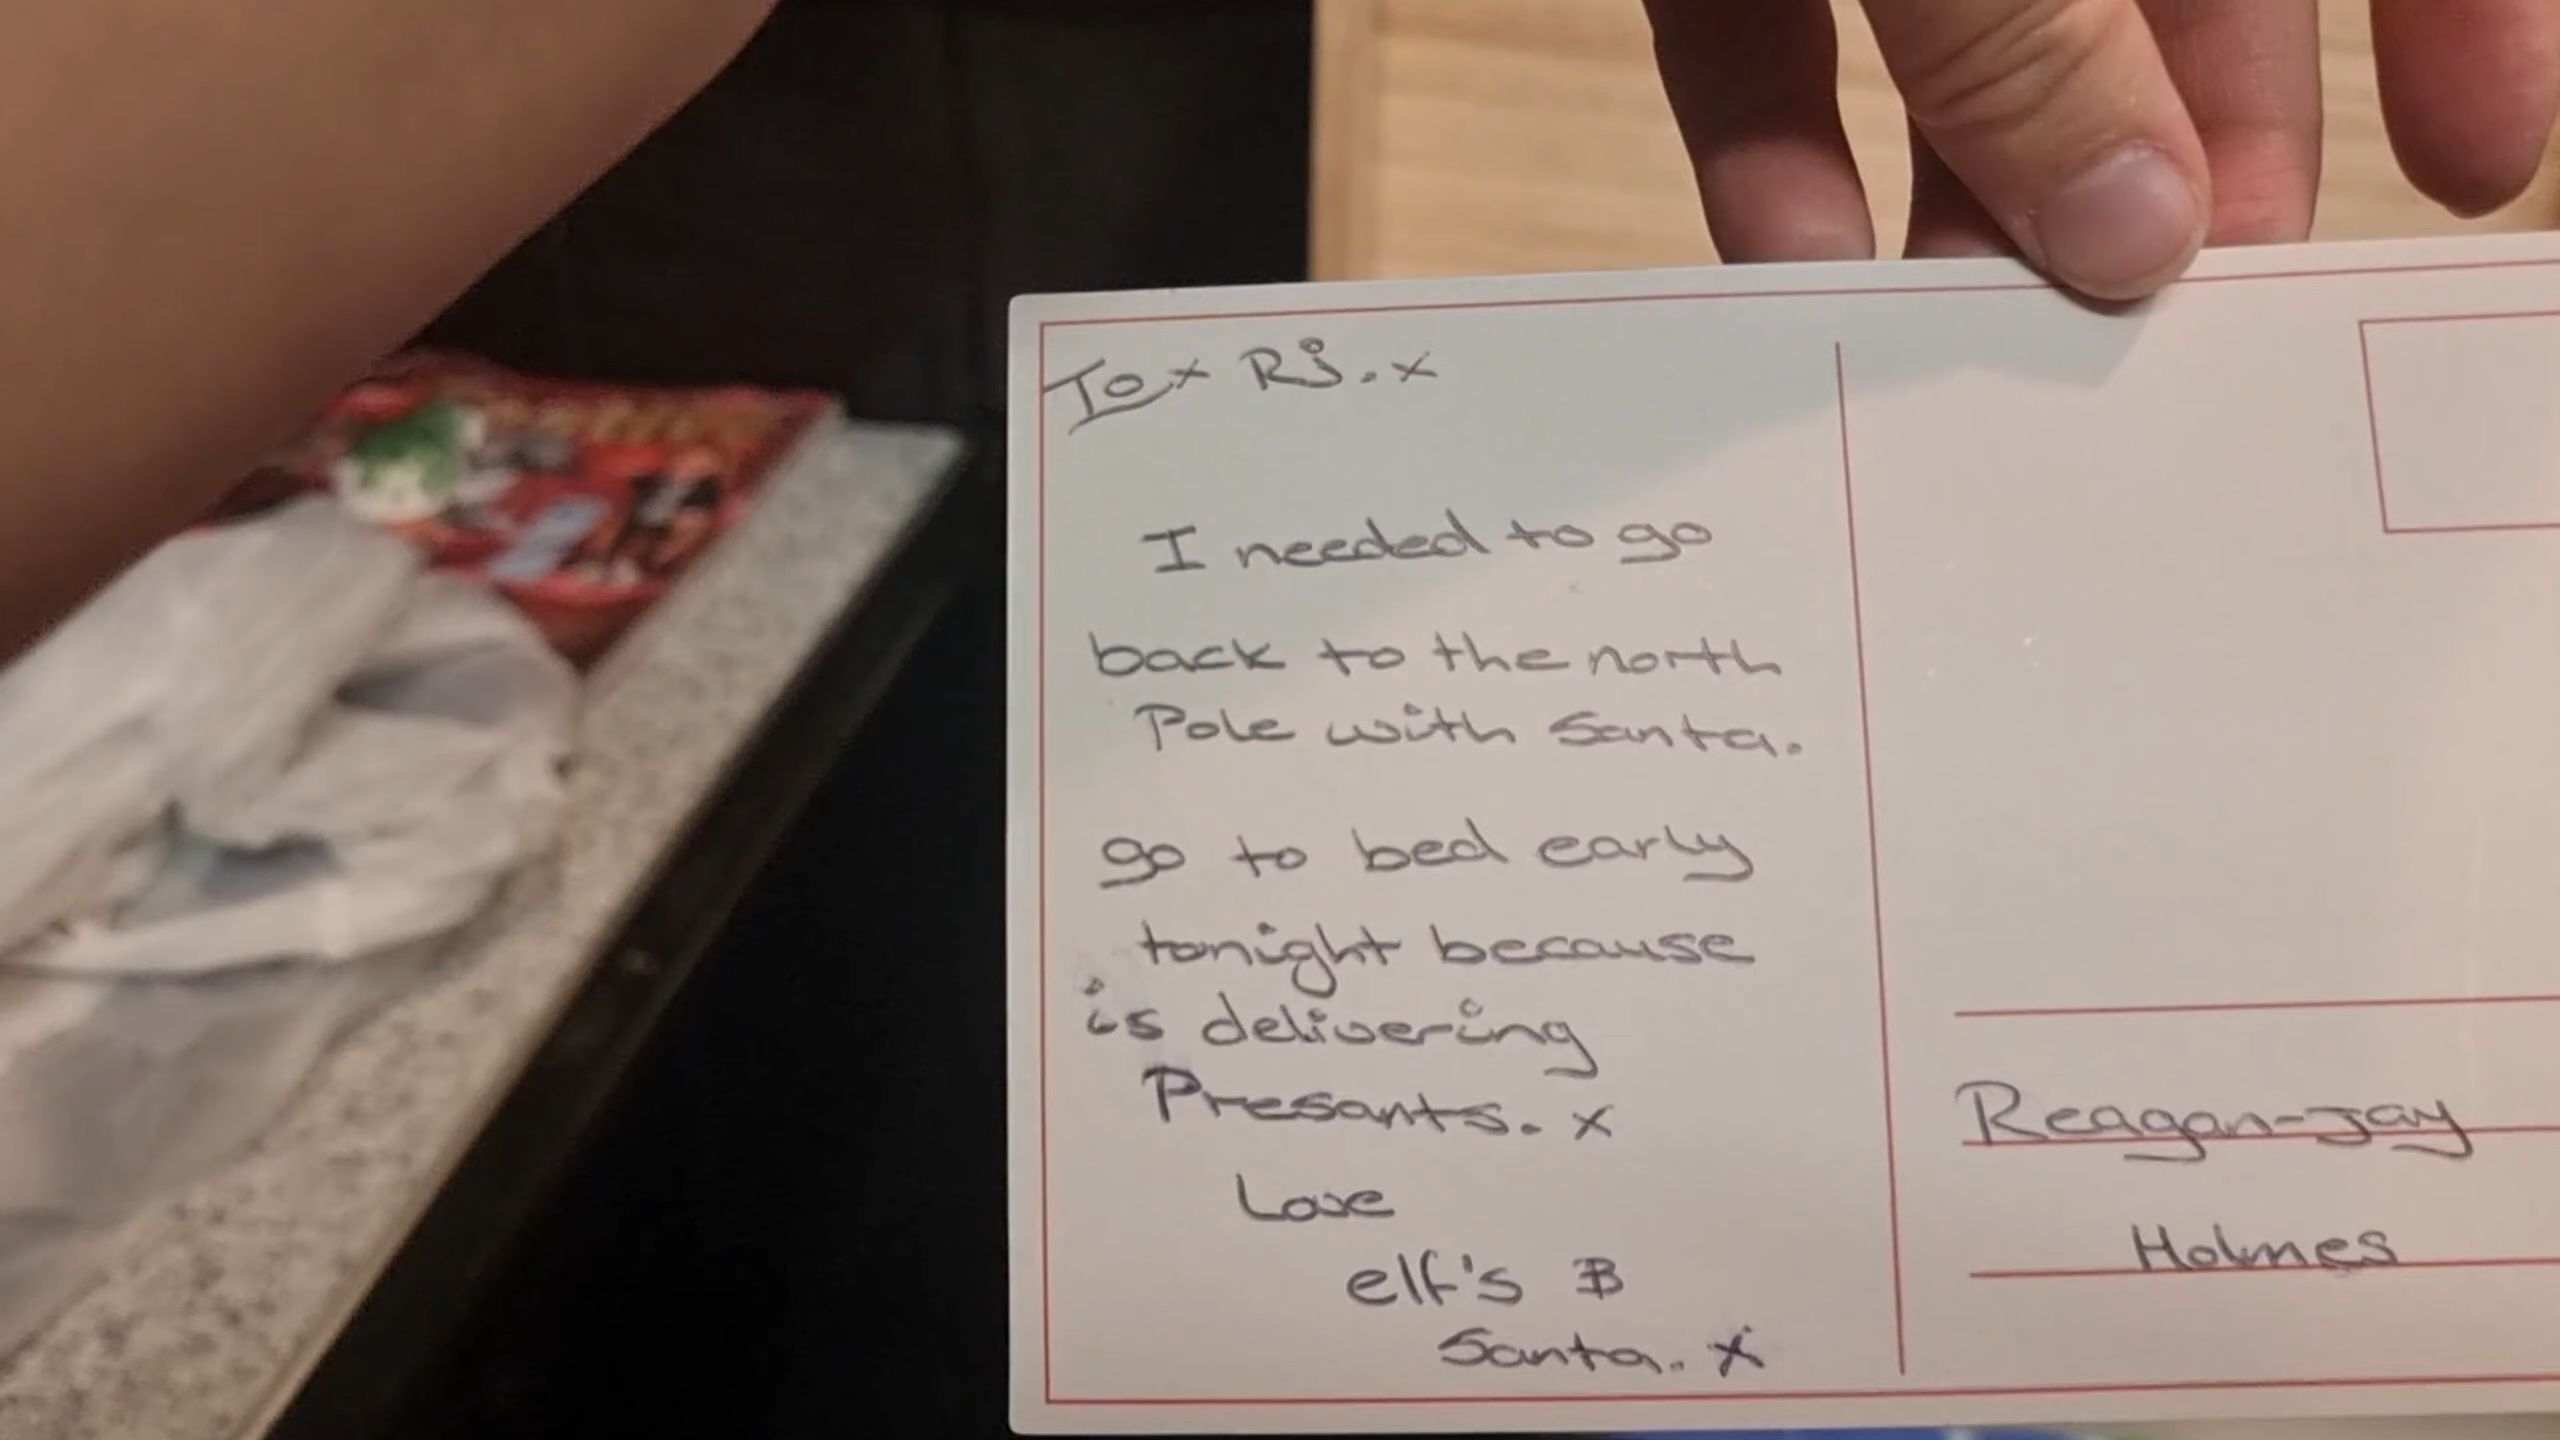 To x RJ. x
I needed to go
back to the north
Pole with Santa.
go to bed early
tonight because
is delivering
Presants. x
Love
elf's B
Santa. x
Reagan-Jay
Holmes